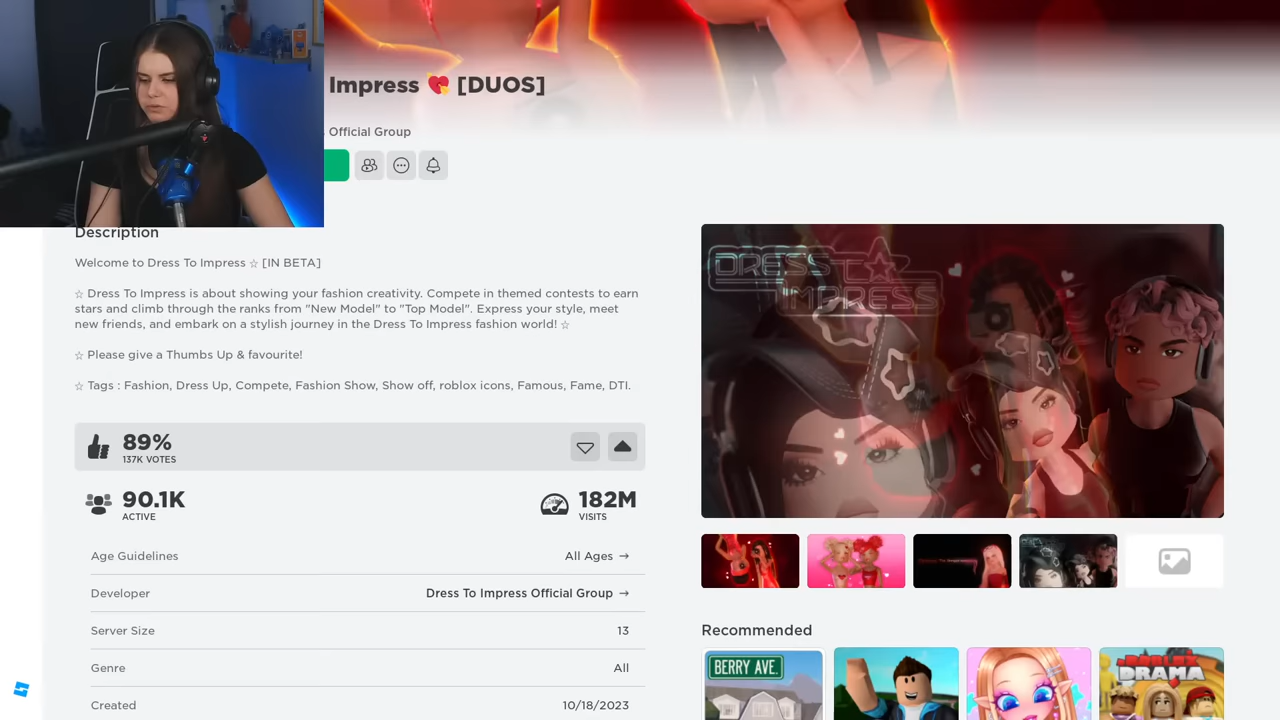 Impress 💘 [DUOS]
Official Group
Description
Welcome to Dress To Impress ☆ [IN BETA]
☆ Dress To Impress is about showing your fashion creativity. Compete in themed contests to earn
stars and climb through the ranks from "New Model" to "Top Model". Express your style, meet
new friends, and embark on a stylish journey in the Dress To Impress fashion world! ☆
☆ Please give a Thumbs Up & favourite!
☆ Tags : Fashion, Dress Up, Compete, Fashion Show, Show off, roblox icons, Famous, Fame, DTI.
89%
137K VOTES
90.1K
ACTIVE
182M
VISITS
Age Guidelines
All Ages →
Developer
Dress To Impress Official Group →
Server Size
13
Genre
All
Created
10/18/2023
DRESS T★
IMPRESS
Recommended
BERRY AVE.
ROBLOX
DRAMA